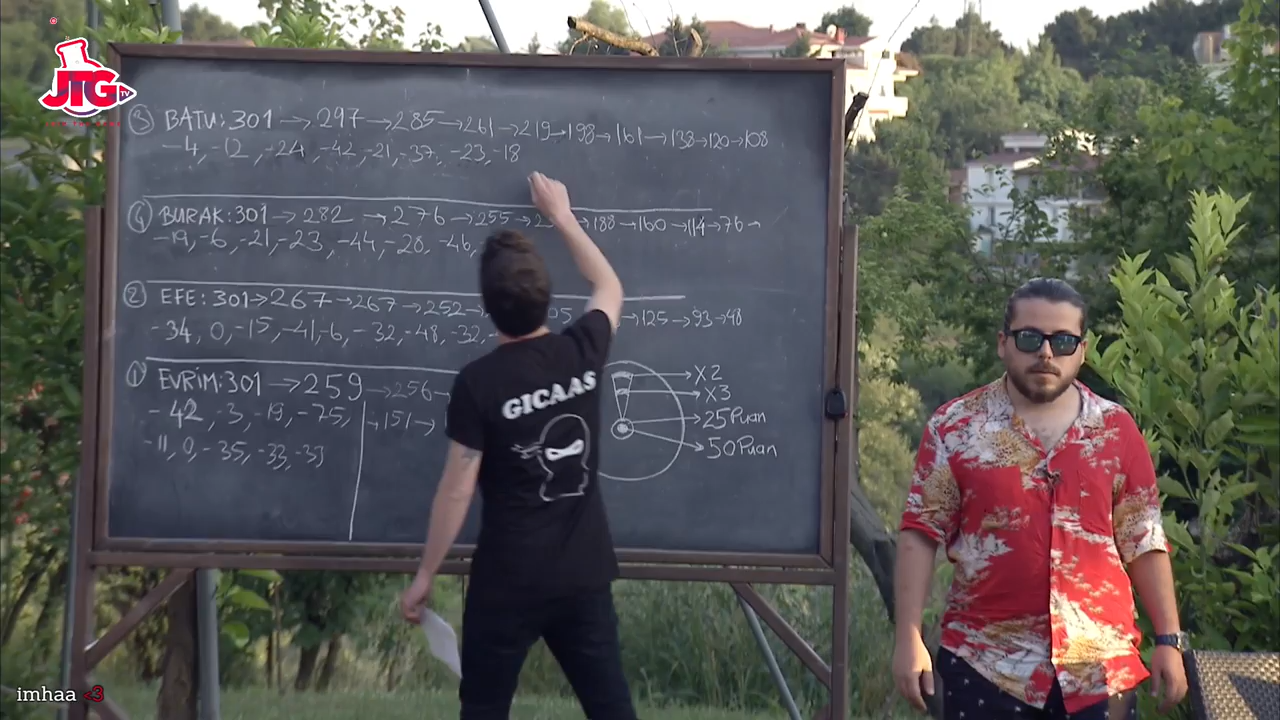 JTG TV
③ BATU: 301 → 297 → 285 → 261 → 219 → 198 → 161 → 138 → 120 → 108
-4, -12, -24, -42, -21, -37, -23, -18
④ BURAK: 301 → 282 → 276 → 255 → → 188 → 160 → 114 → 76 →
-19, -6, -21, -23, -44, -28, -46,
② EFE: 301 → 267 → 267 → 252 → → 125 → 93 → 48
-34, 0, -15, -41, -6, -32, -48, -32,
① EVRİM: 301 → 259 → 256 →
-42, -3, -19, -75,
→ 151 →
-11, 0, -35, -33, -33
X2
X3
25 Puan
50 Puan
GICAAS
imhaa <3